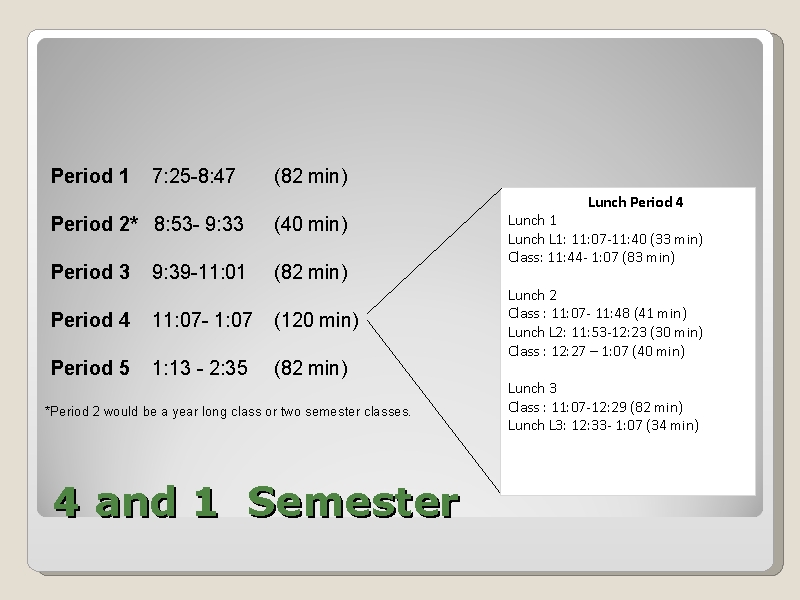 Period 1 7:25-8:47 (82 min)
Period 2* 8:53- 9:33 (40 min)
Period 3 9:39-11:01 (82 min)
Period 4 11:07- 1:07 (120 min)
Period 5 1:13 - 2:35 (82 min)
*Period 2 would be a year long class or two semester classes.
Lunch Period 4
Lunch 1
Lunch L1: 11:07-11:40 (33 min)
Class: 11:44- 1:07 (83 min)
Lunch 2
Class : 11:07- 11:48 (41 min)
Lunch L2: 11:53-12:23 (30 min)
Class : 12:27 – 1:07 (40 min)
Lunch 3
Class : 11:07-12:29 (82 min)
Lunch L3: 12:33- 1:07 (34 min)
4 and 1 Semester